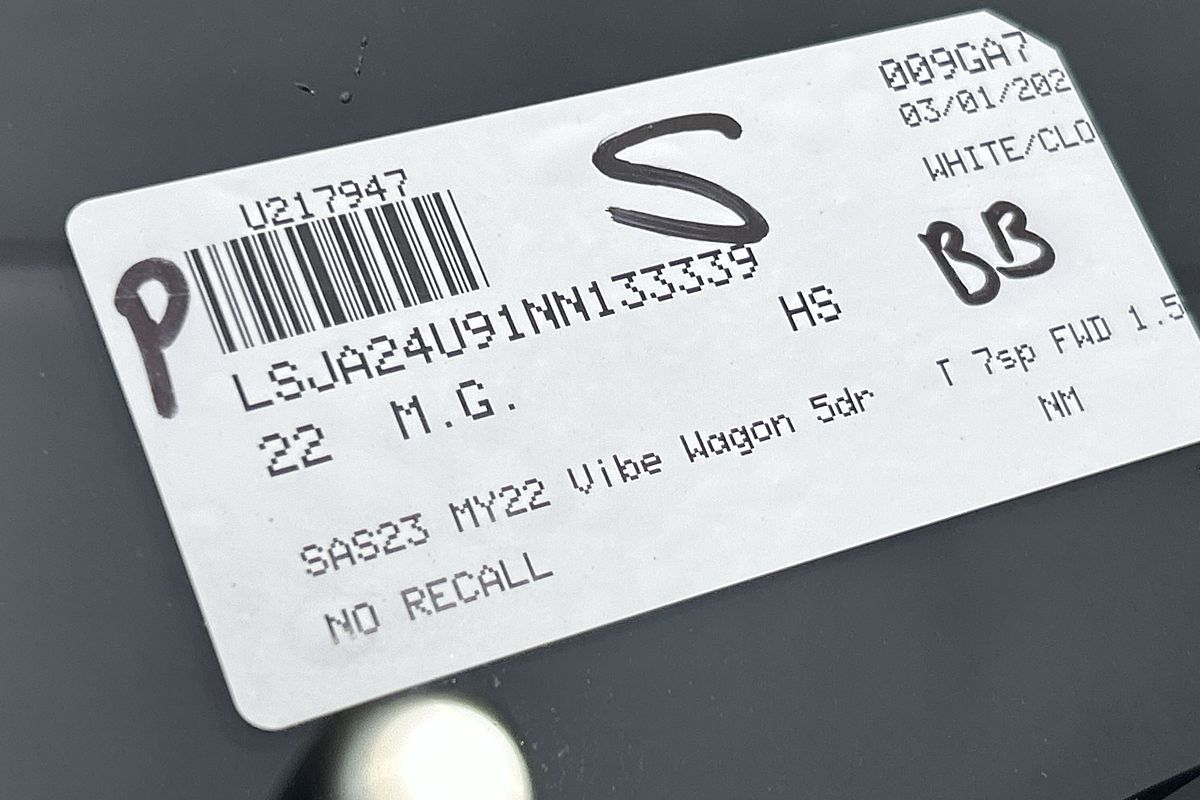 009GA7
03/01/202
WHITE/CLO
U217947
S
P
BB
LSJA24U91NN133339
22 M.G. HS
SAS23 MY22 Vibe Wagon 5dr T 7sp FWD 1.5
NO RECALL NM